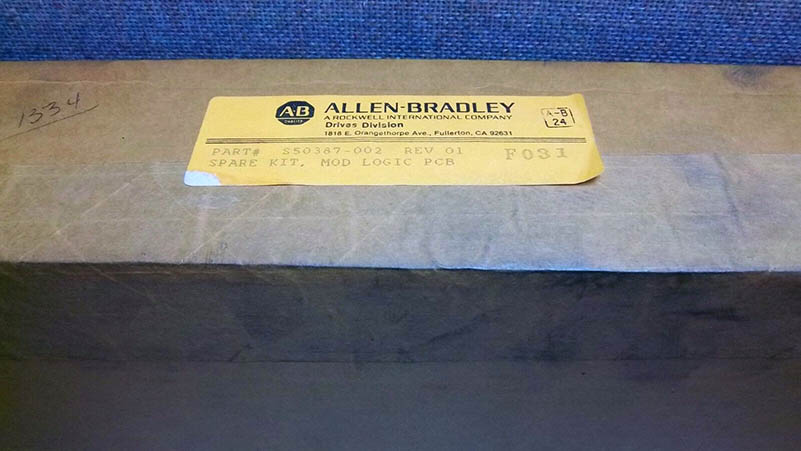 1334
A-B
QUALITY
ALLEN-BRADLEY
A ROCKWELL INTERNATIONAL COMPANY
Drives Division
1818 E. Orangethorpe Ave., Fullerton, CA 92631
A-B
24
PART# S50387-002 REV 01
SPARE KIT, MOD LOGIC PCB
F031